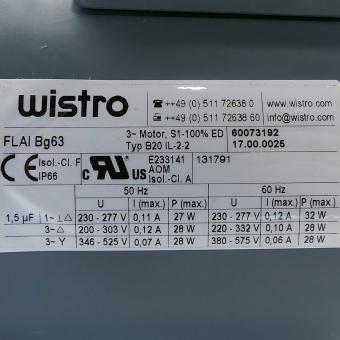 wistro
☎ ++49 (0) 511 72638 0
++49 (0) 511 72638 60
www.wistro.com
info@wistro.com
FLAI Bg63
3~ Motor, S1-100% ED
60073192
Typ B20 IL-2-2
17.00.0025
CE
Isol.-Cl. F
IP66
c RU US
E233141
AOM
Isol.-Cl. A
131791
50 Hz 60 Hz
U I (max.) P (max.) U I (max.) P (max.)
1,5 µF 1~⊥△ 230 - 277 V 0,11 A 27 W 230 - 277 V 0,12 A 32 W
3~△ 200 - 303 V 0,12 A 28 W 220 - 332 V 0,10 A 28 W
3~ Y 346 - 525 V 0,07 A 28 W 380 - 575 V 0,06 A 28 W